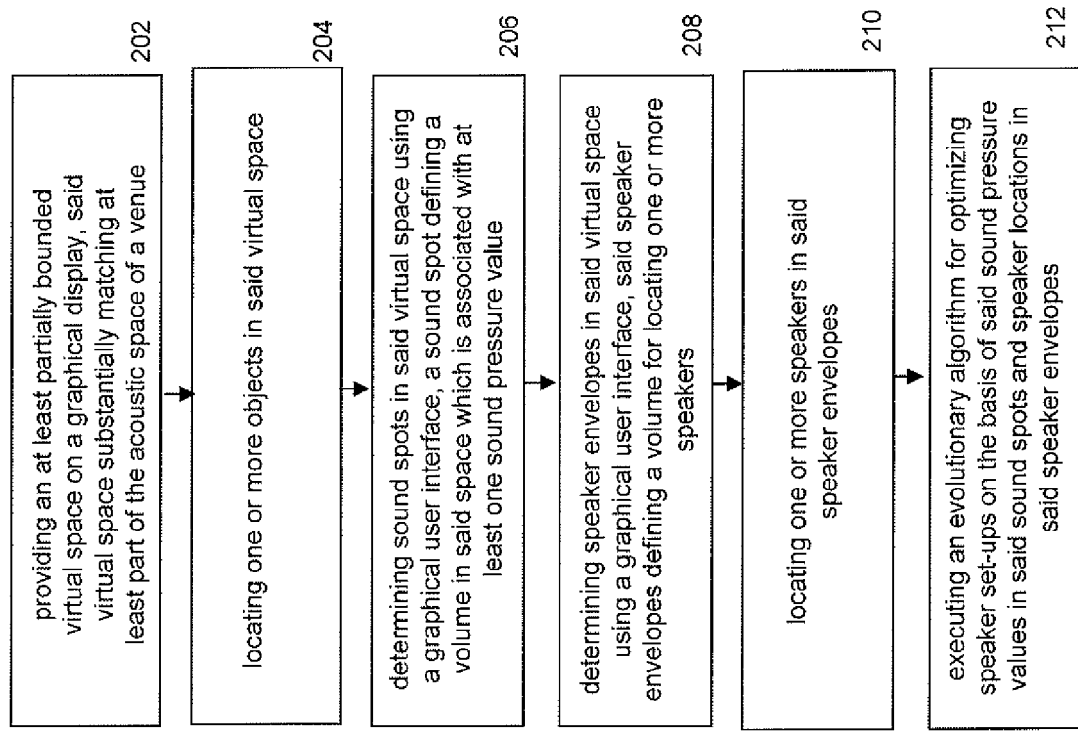 providing an at least partially bounded
virtual space on a graphical display, said
virtual space substantially matching at
least part of the acoustic space of a venue
202
locating one or more objects in said virtual space
204
determining sound spots in said virtual space using
a graphical user interface, a sound spot defining a
volume in said space which is associated with at
least one sound pressure value
206
determining speaker envelopes in said virtual space
using a graphical user interface, said speaker
envelopes defining a volume for locating one or more
speakers
208
locating one or more speakers in said
speaker envelopes
210
executing an evolutionary algorithm for optimizing
speaker set-ups on the basis of said sound pressure
values in said sound spots and speaker locations in
said speaker envelopes
212